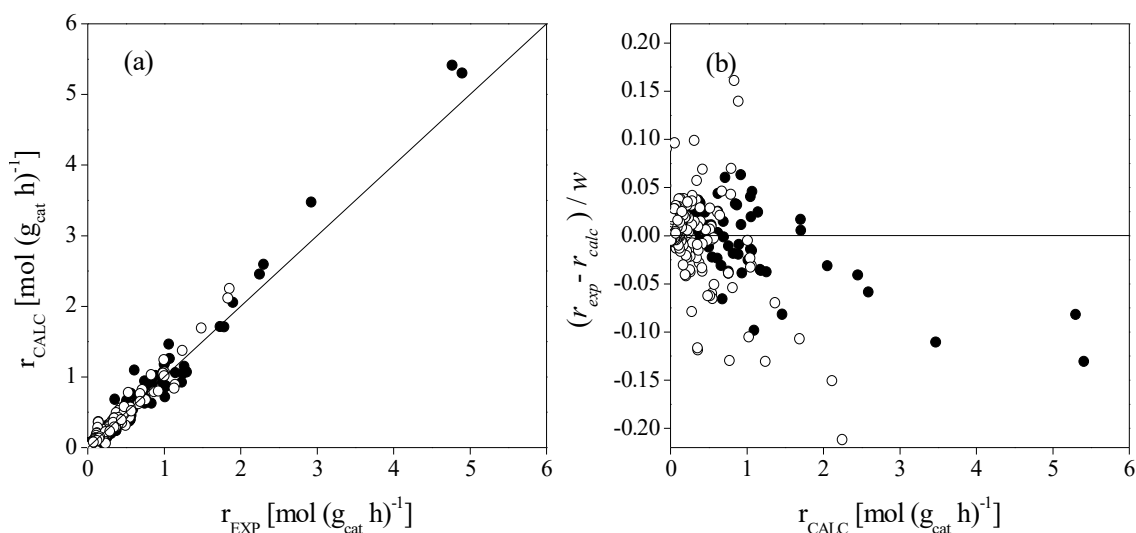 (a)
6
5
4
3
2
1
0
0 1 2 3 4 5 6
r_CALC [mol (g_cat h)^-1]
r_EXP [mol (g_cat h)^-1]
(b)
0.20
0.15
0.10
0.05
0.00
-0.05
-0.10
-0.15
-0.20
0 1 2 3 4 5 6
(r_exp - r_calc) / w
r_CALC [mol (g_cat h)^-1]